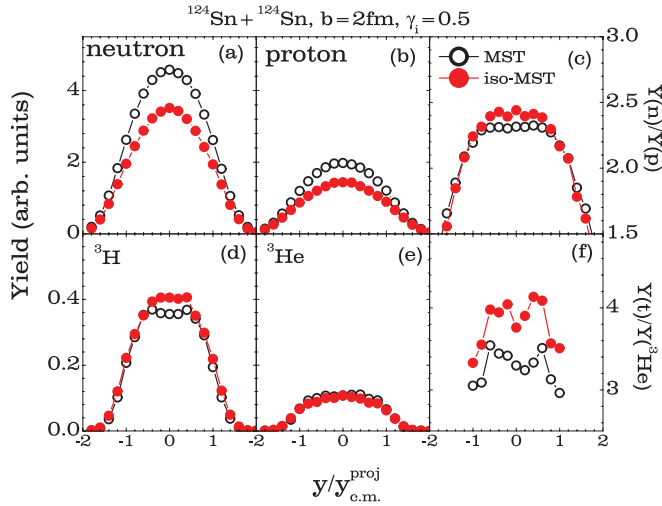 ¹²⁴Sn+¹²⁴Sn, b=2fm, γᵢ=0.5
neutron (a)
proton (b)
(c)
MST
iso-MST
³H (d)
³He (e)
(f)
Yield (arb. units)
4
2
0
0.4
0.2
0.0
3.0
2.5
2.0
1.5
Y(n)/Y(p)
4
3
Y(t)/Y(³He)
-2 -1 0 1 -2 -1 0 1 -2 -1 0 1 2
y/y_c.m.^proj